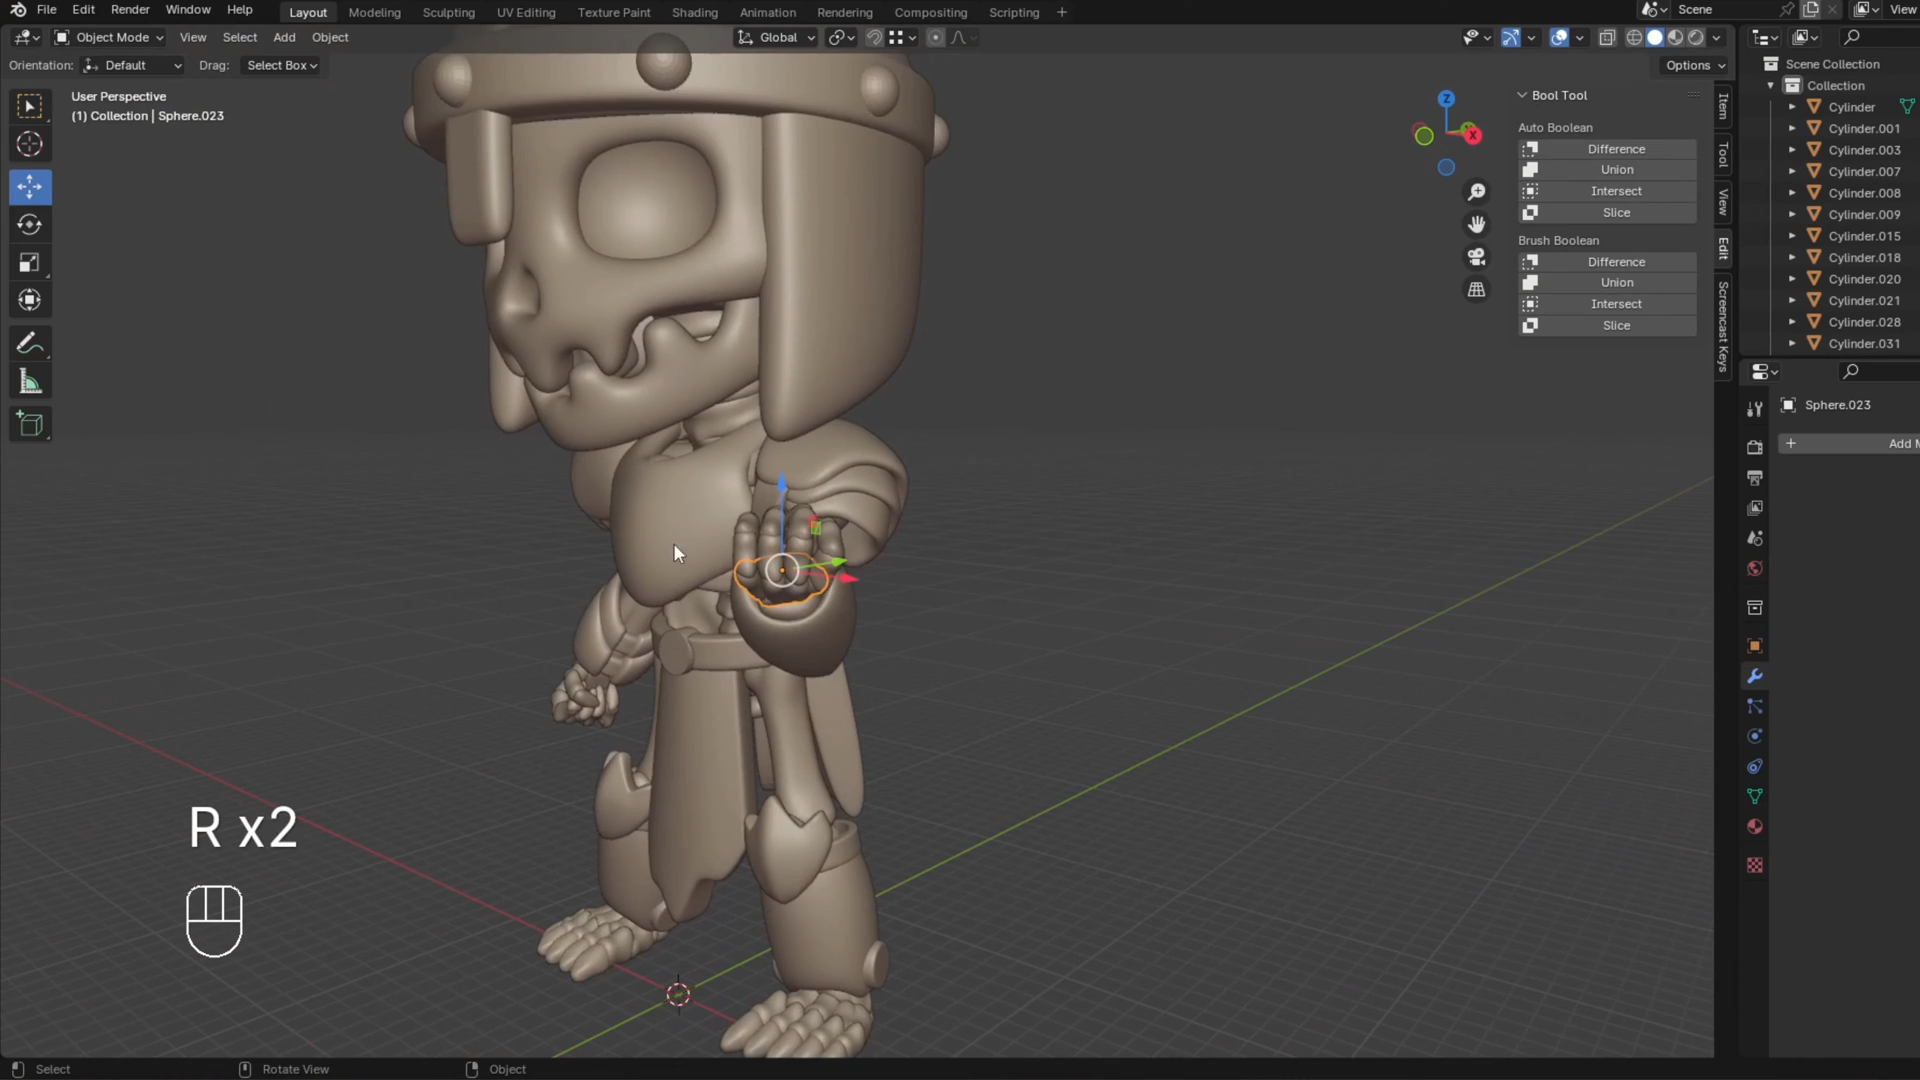 File Edit Render Window Help Layout Modeling Sculpting UV Editing Texture Paint Shading Animation Rendering Compositing Scripting + Scene View
Object Mode View Select Add Object Global
Orientation: Default Drag: Select Box Options
User Perspective
(1) Collection | Sphere.023
Z
X
Bool Tool
Auto Boolean
Difference
Union
Intersect
Slice
Brush Boolean
Difference
Union
Intersect
Slice
Item
Tool
View
Edit
Screencast Keys
Scene Collection
Collection
Cylinder
Cylinder.001
Cylinder.003
Cylinder.007
Cylinder.008
Cylinder.009
Cylinder.015
Cylinder.018
Cylinder.020
Cylinder.021
Cylinder.028
Cylinder.031
Sphere.023
+ Add M
R x2
Select Rotate View Object